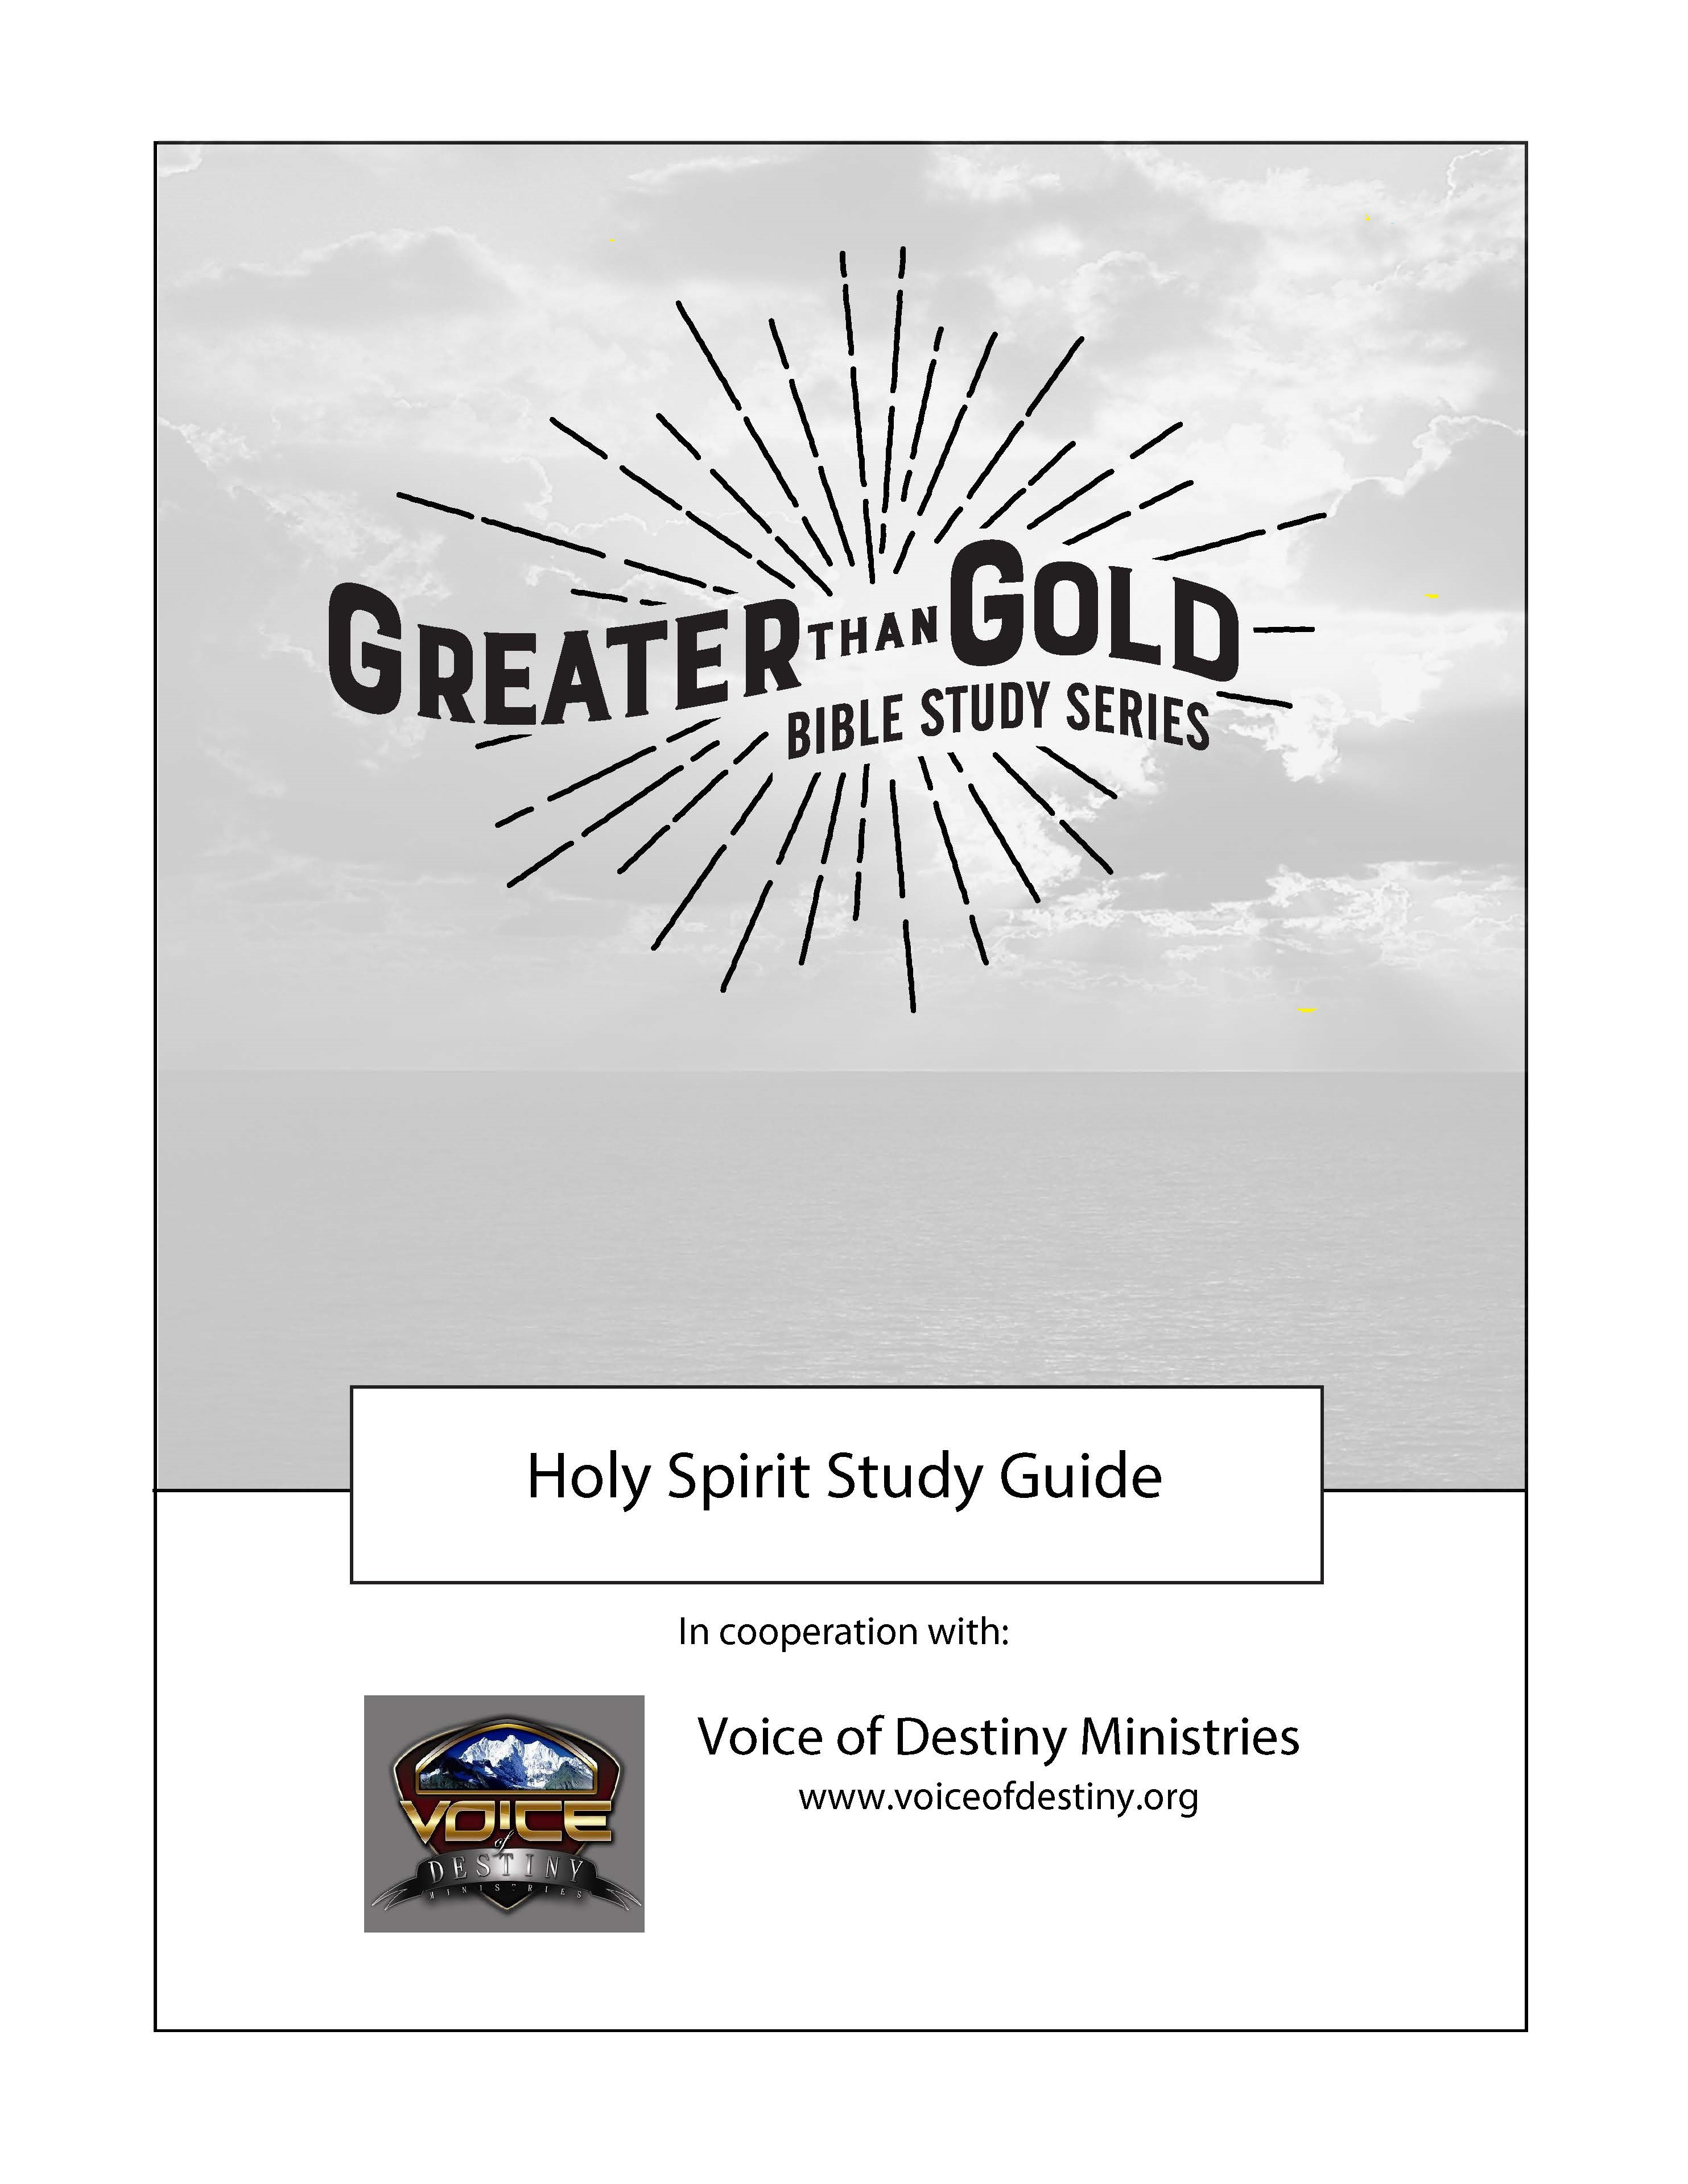 GREATER THAN GOLD
BIBLE STUDY SERIES
Holy Spirit Study Guide
In cooperation with:
VOICE
of
DESTINY
MINISTRIES
Voice of Destiny Ministries
www.voiceofdestiny.org